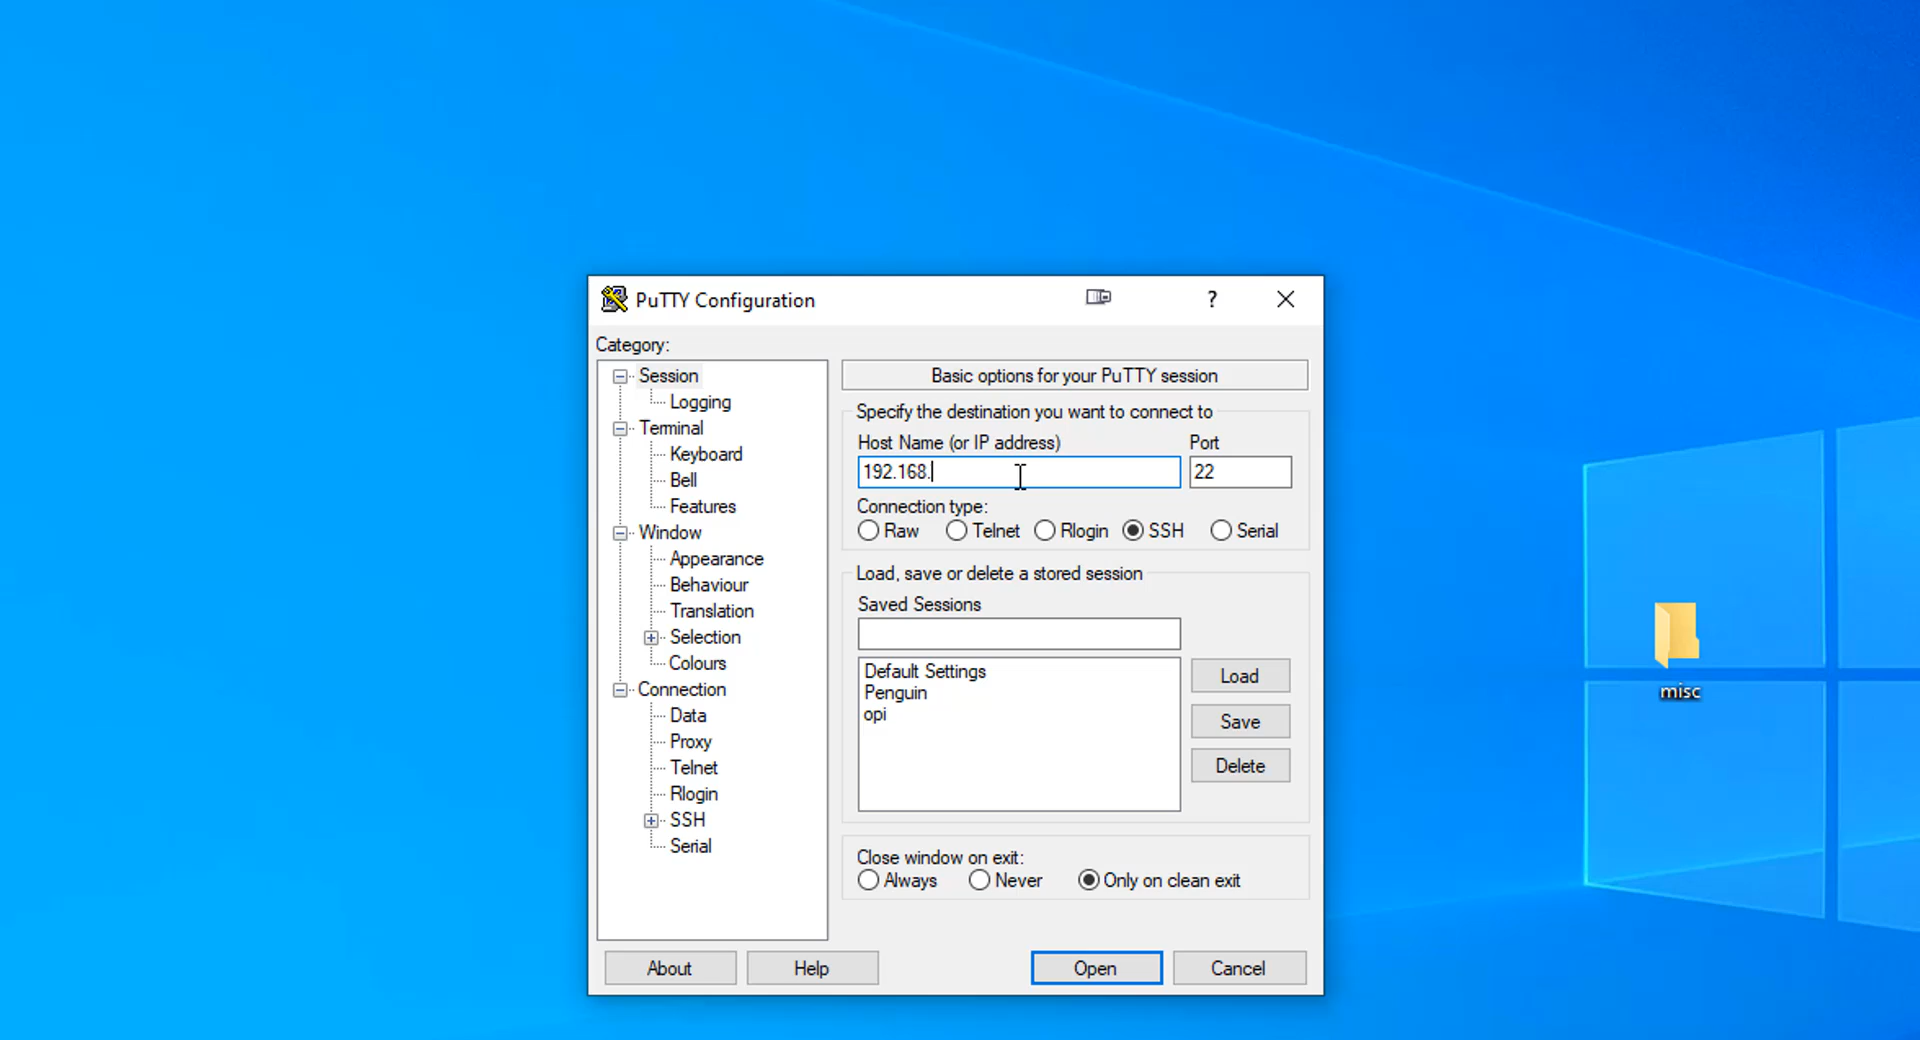 PuTTY Configuration
?
Category:
Session
Logging
Terminal
Keyboard
Bell
Features
Window
Appearance
Behaviour
Translation
Selection
Colours
Connection
Data
Proxy
Telnet
Rlogin
SSH
Serial
Basic options for your PuTTY session
Specify the destination you want to connect to
Host Name (or IP address) Port
192.168. 22
Connection type:
Raw Telnet Rlogin SSH Serial
Load, save or delete a stored session
Saved Sessions
Default Settings
Penguin
opi
Load
Save
Delete
Close window on exit:
Always Never Only on clean exit
About Help Open Cancel
misc